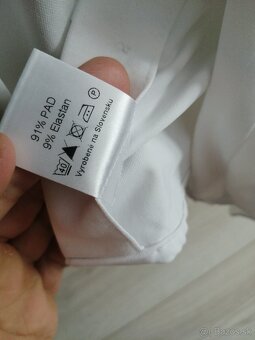 91% PAD
9% Elastan
40
P
Vyrobené na Slovensku